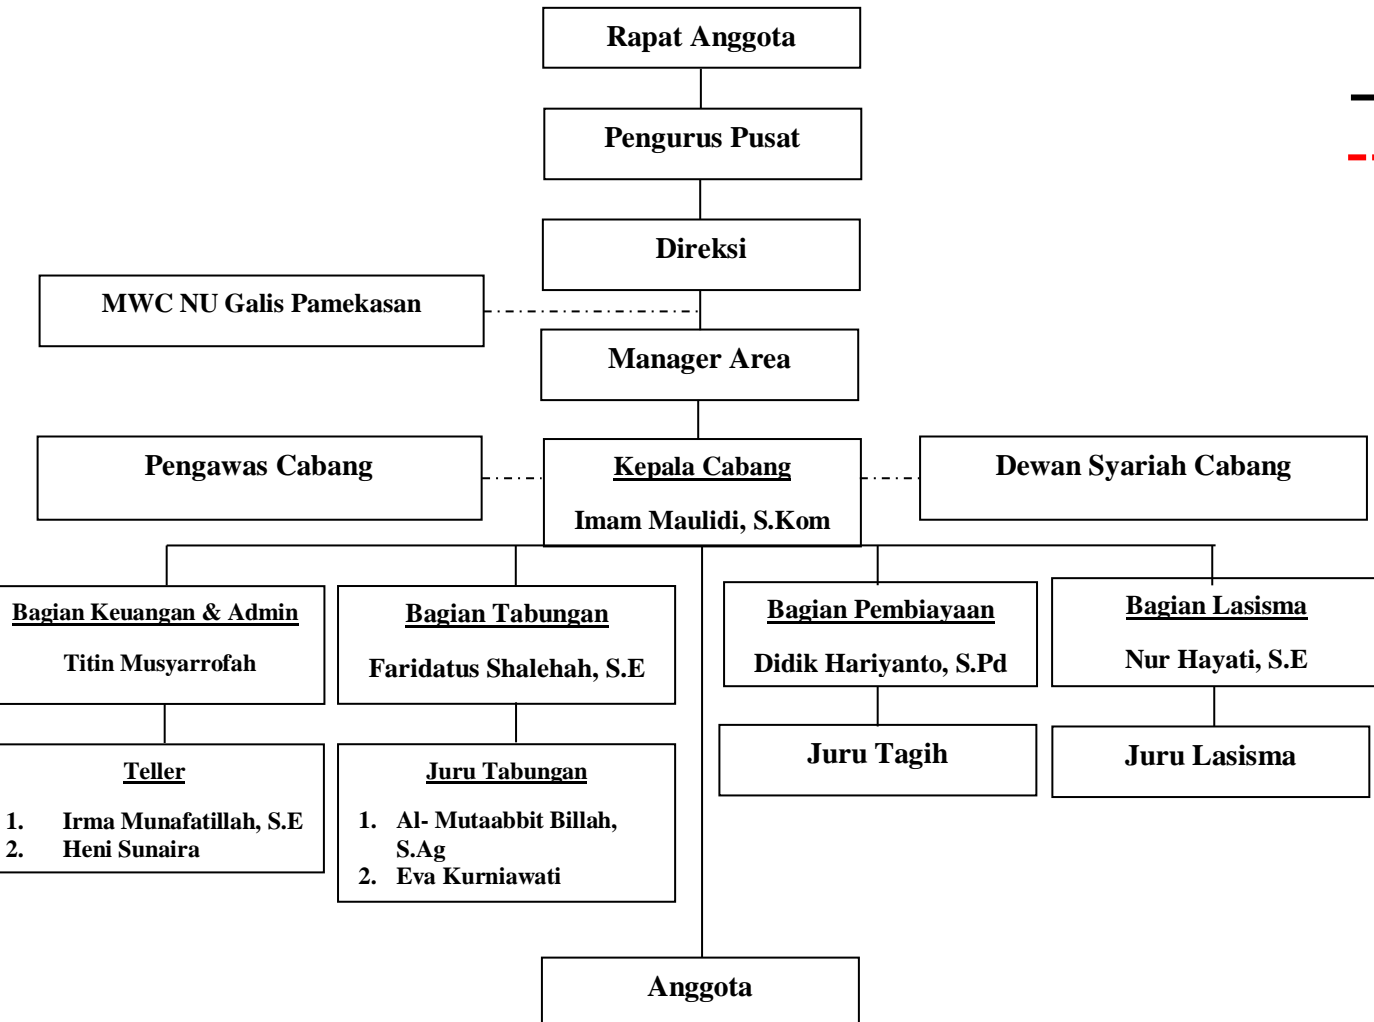 Rapat Anggota
Pengurus Pusat
Direksi
MWC NU Galis Pamekasan
Manager Area
Pengawas Cabang
Kepala Cabang
Imam Maulidi, S.Kom
Dewan Syariah Cabang
Bagian Keuangan & Admin
Titin Musyarrofah
Bagian Tabungan
Faridatus Shalehah, S.E
Bagian Pembiayaan
Didik Hariyanto, S.Pd
Bagian Lasisma
Nur Hayati, S.E
Teller
1. Irma Munafatillah, S.E
2. Heni Sunaira
Juru Tabungan
1. Al- Mutaabbit Billah,
S.Ag
2. Eva Kurniawati
Juru Tagih
Juru Lasisma
Anggota